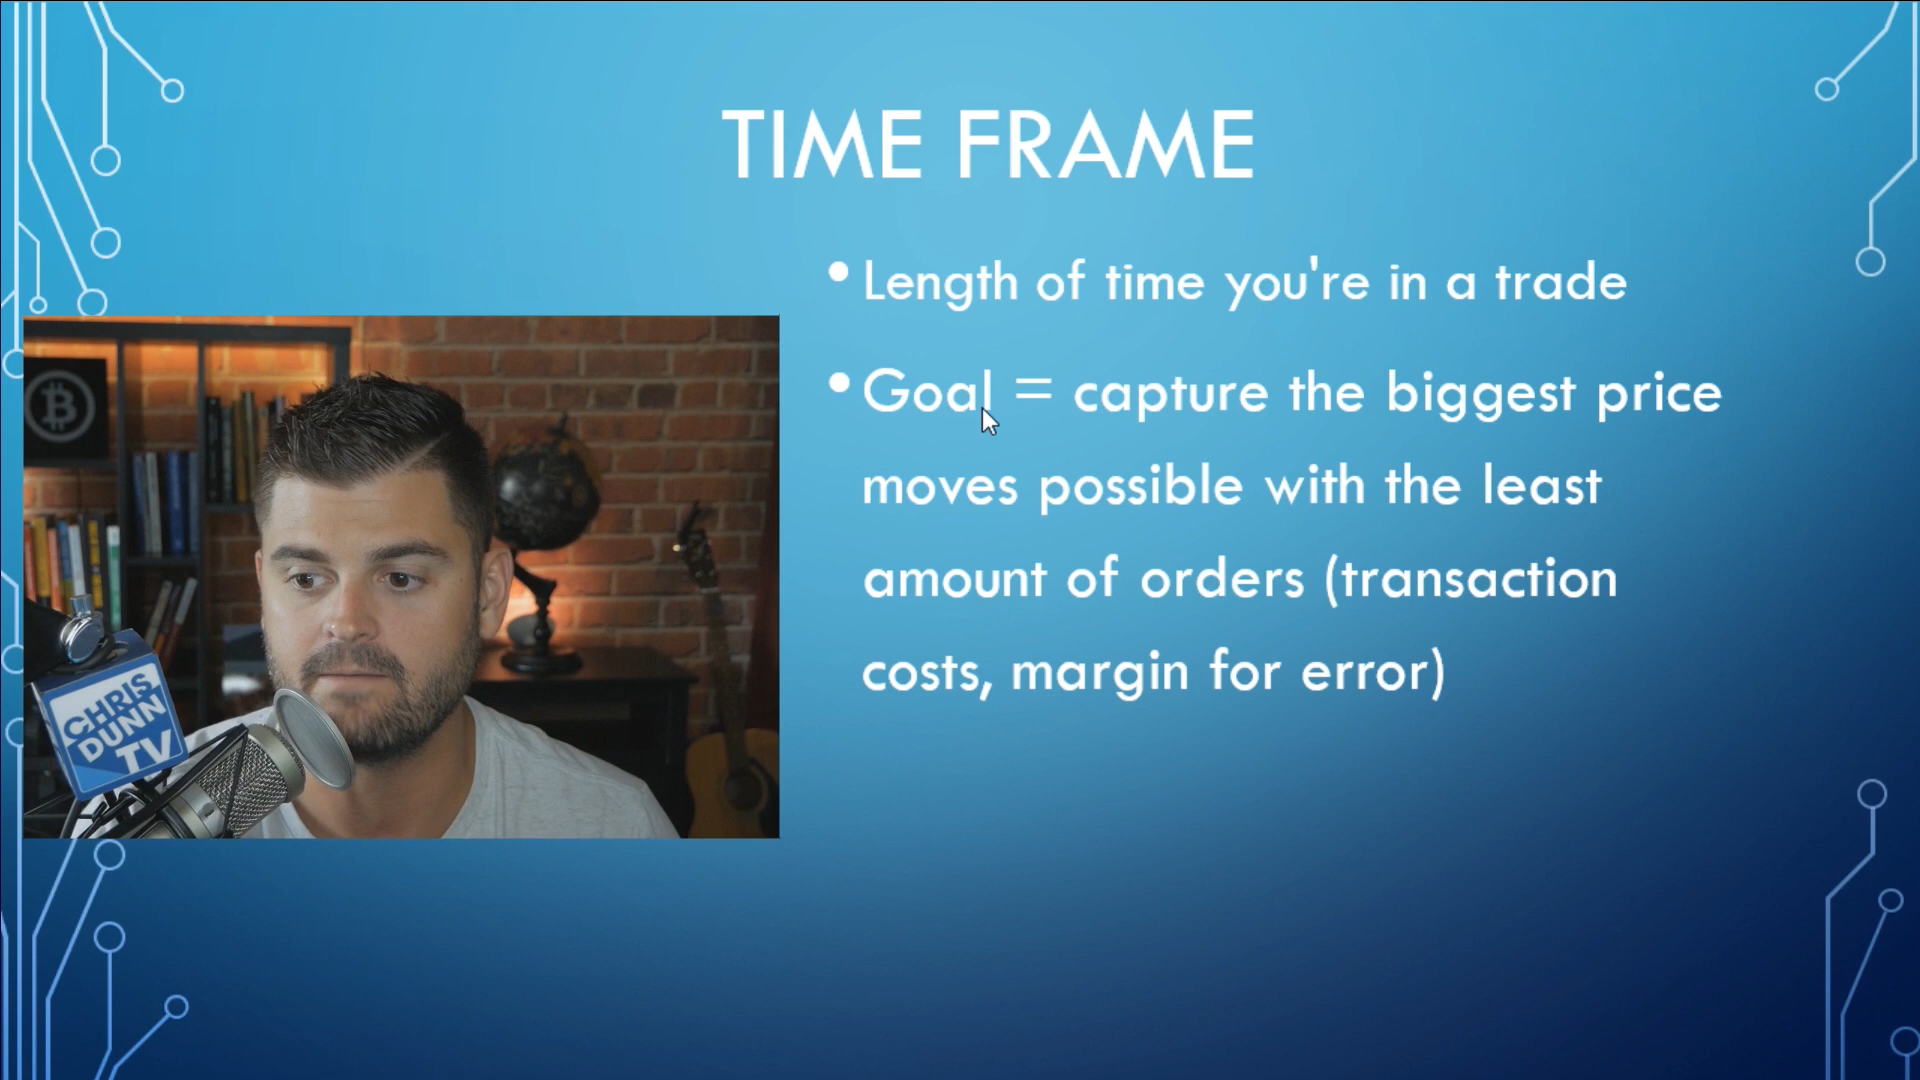 TIME FRAME
• Length of time you're in a trade
• Goal = capture the biggest price
moves possible with the least
amount of orders (transaction
costs, margin for error)
CHRIS
DUNN
TV